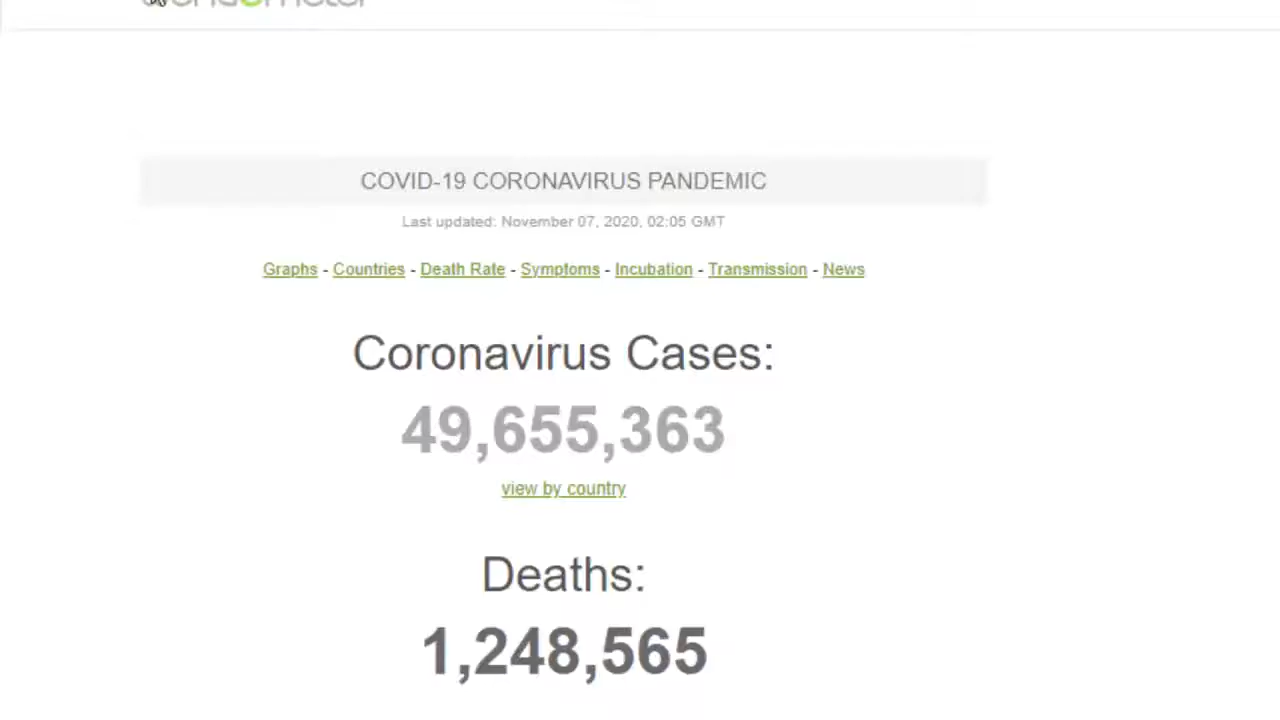 COVID-19 CORONAVIRUS PANDEMIC
Last updated: November 07, 2020, 02:05 GMT
Graphs - Countries - Death Rate - Symptoms - Incubation - Transmission - News
Coronavirus Cases:
49,655,363
view by country
Deaths:
1,248,565